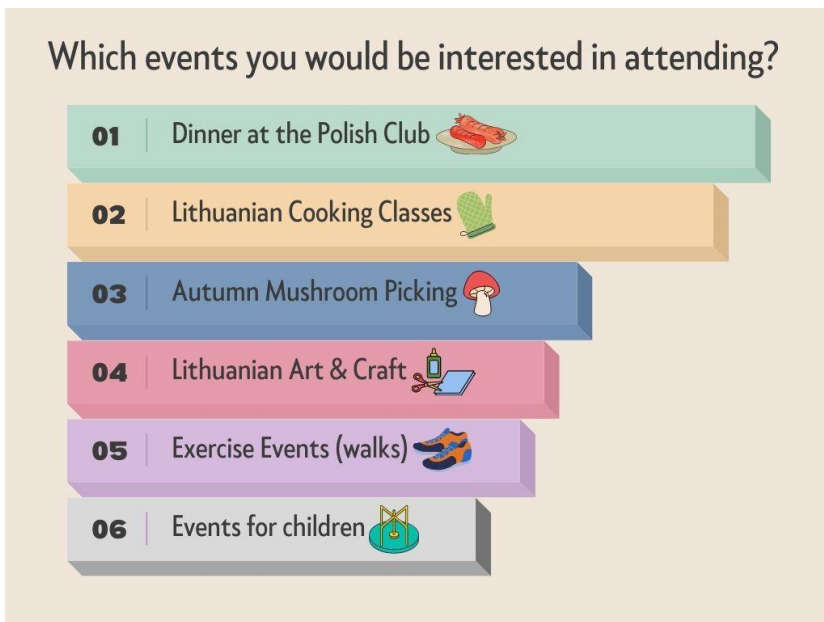 Which events you would be interested in attending?
01 Dinner at the Polish Club
02 Lithuanian Cooking Classes
03 Autumn Mushroom Picking
04 Lithuanian Art & Craft
05 Exercise Events (walks)
06 Events for children